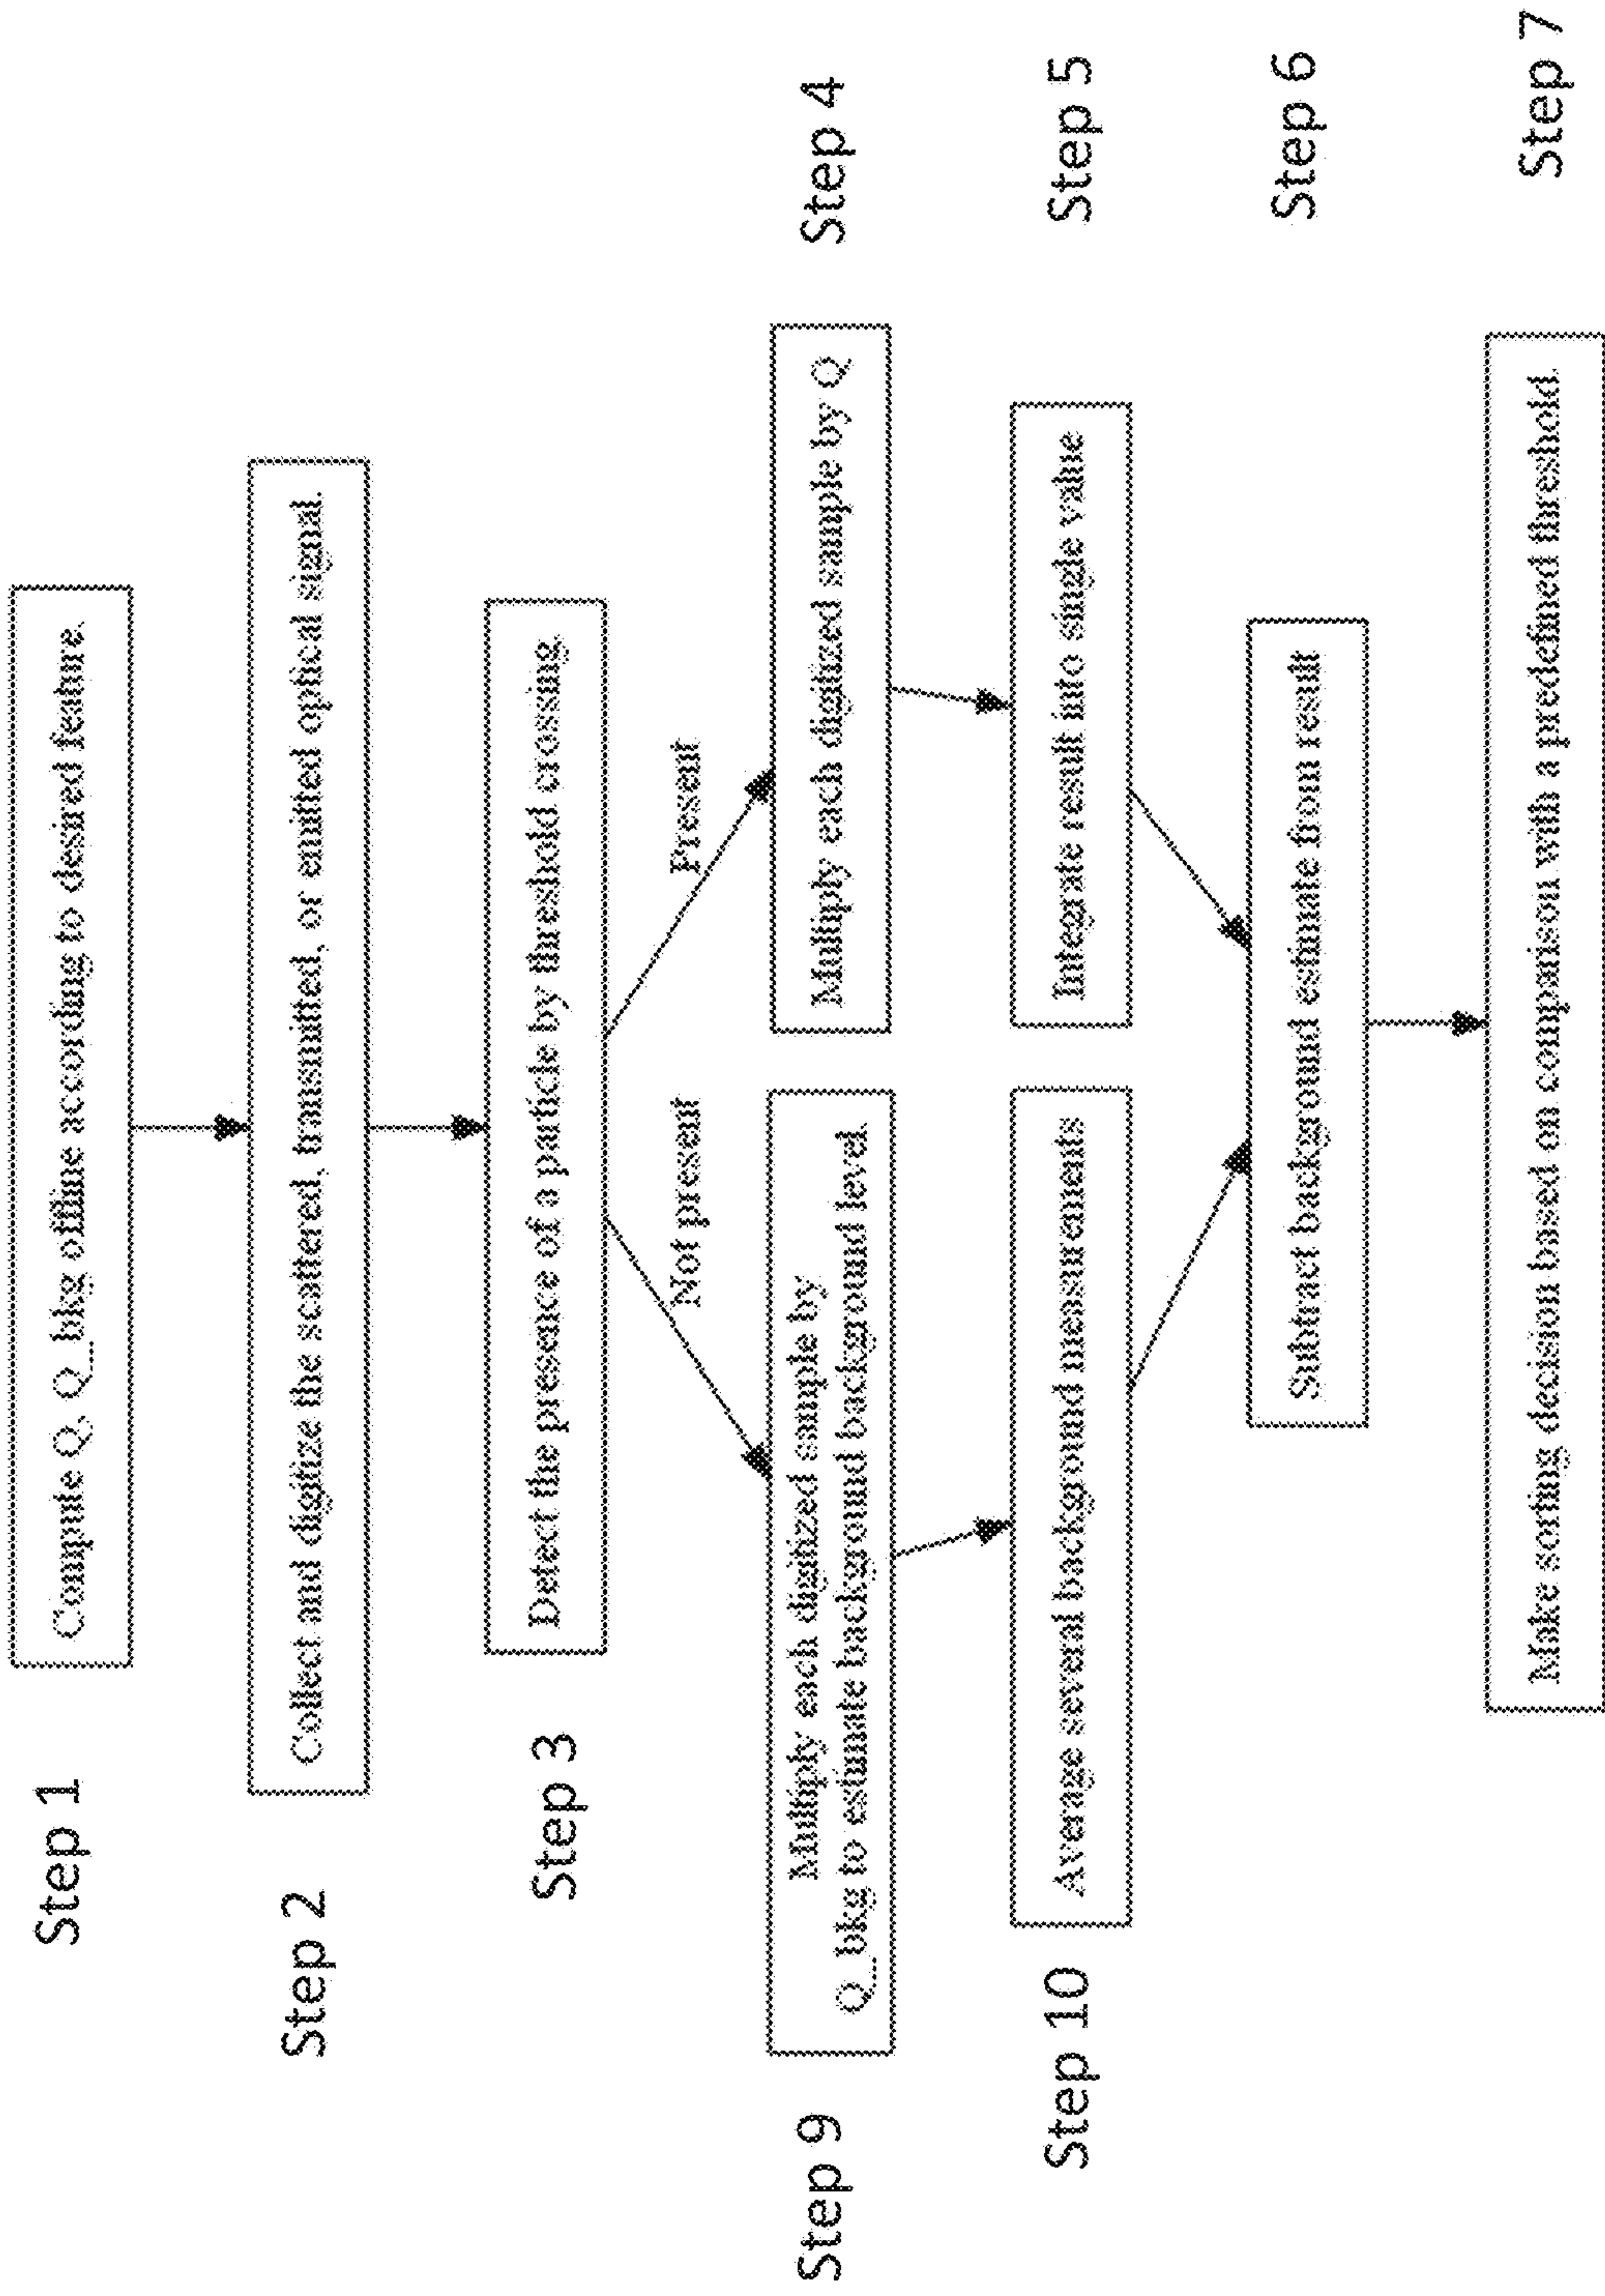 Step 1
Compute Q, Q_bkg offline according to desired feature.
Step 2
Collect and digitize the scattered, transmitted, or emitted optical signal.
Step 3
Detect the presence of a particle by threshold crossing.
Not present
Present
Step 9
Multiply each digitized sample by
Q_bkg to estimate background background level.
Multiply each digitized sample by Q
Step 4
Step 10
Average several background measurements
Integrate result into single value
Step 5
Subtract background estimate from result
Step 6
Make sorting decision based on comparison with a predefined threshold.
Step 7